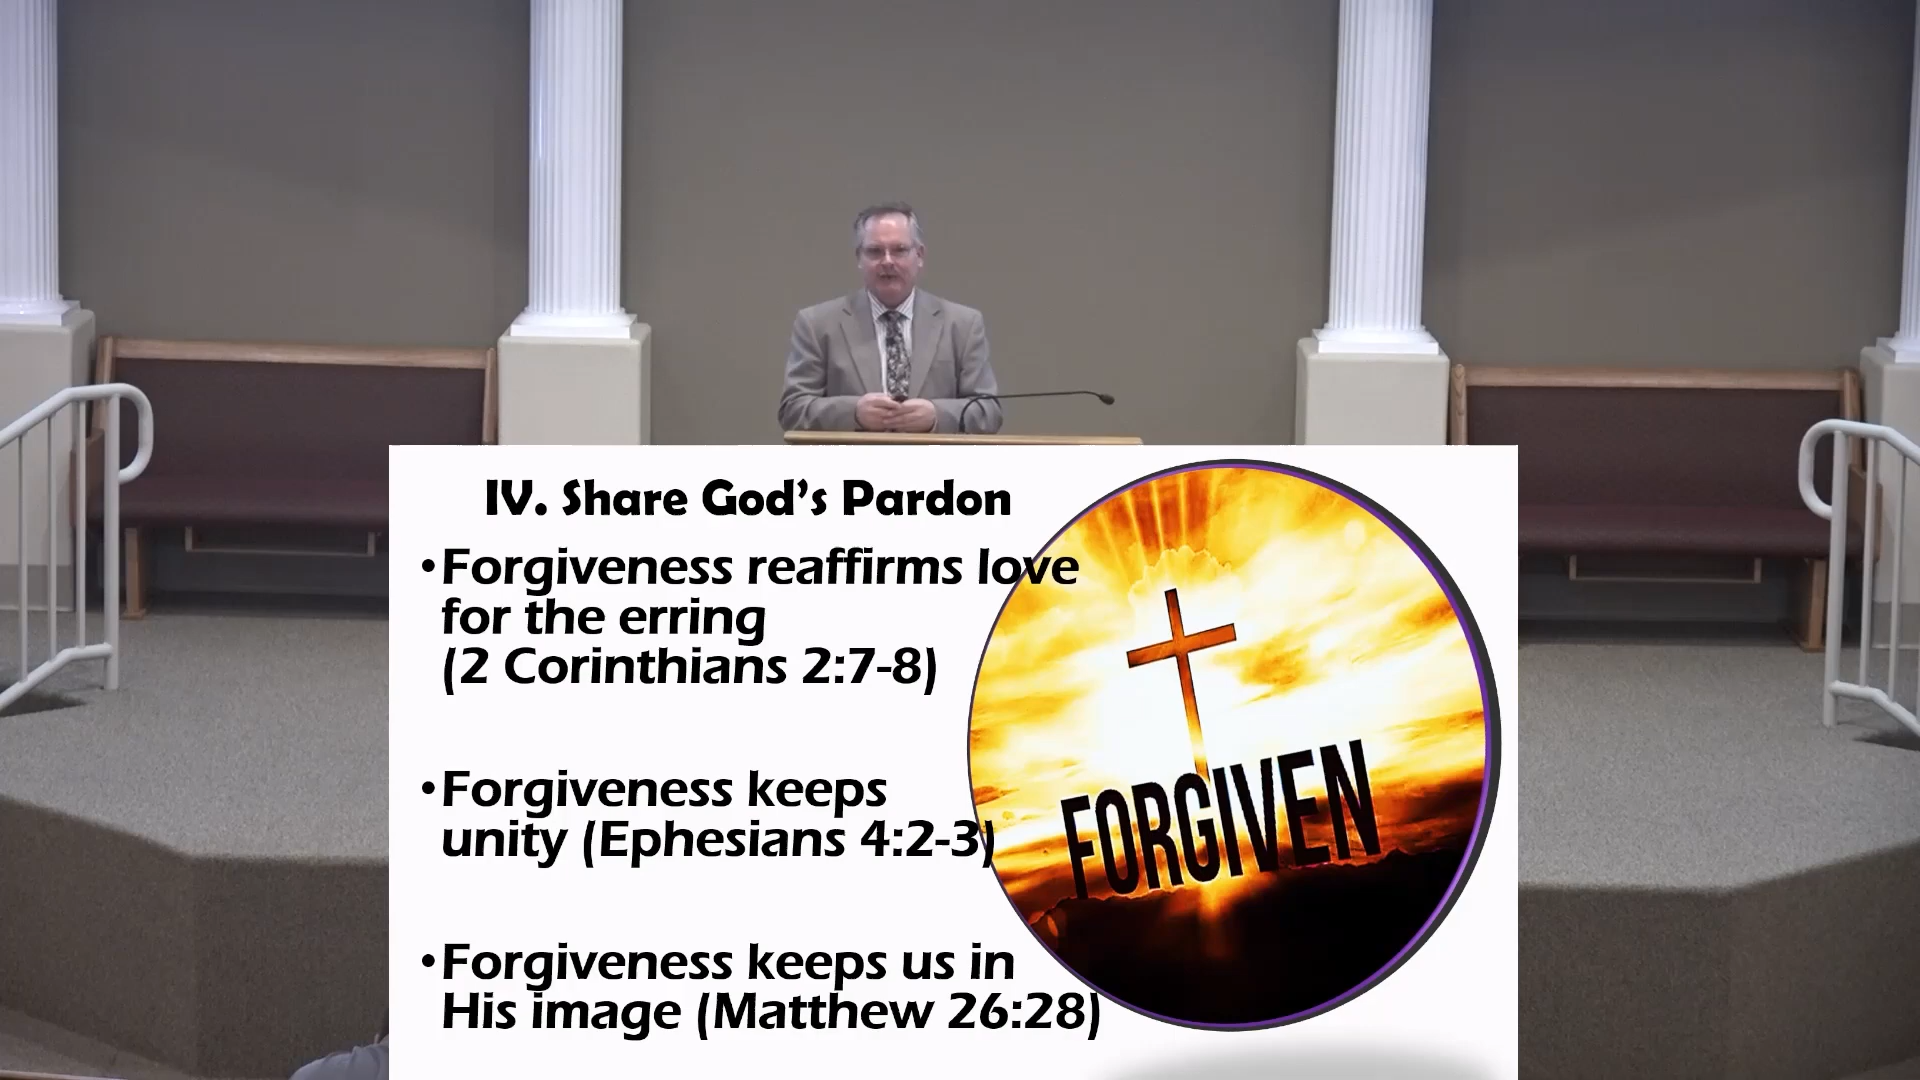 IV. Share God's Pardon
•Forgiveness reaffirms love
for the erring
(2 Corinthians 2:7-8)
•Forgiveness keeps
unity (Ephesians 4:2-3)
•Forgiveness keeps us in
His image (Matthew 26:28)
FORGIVEN